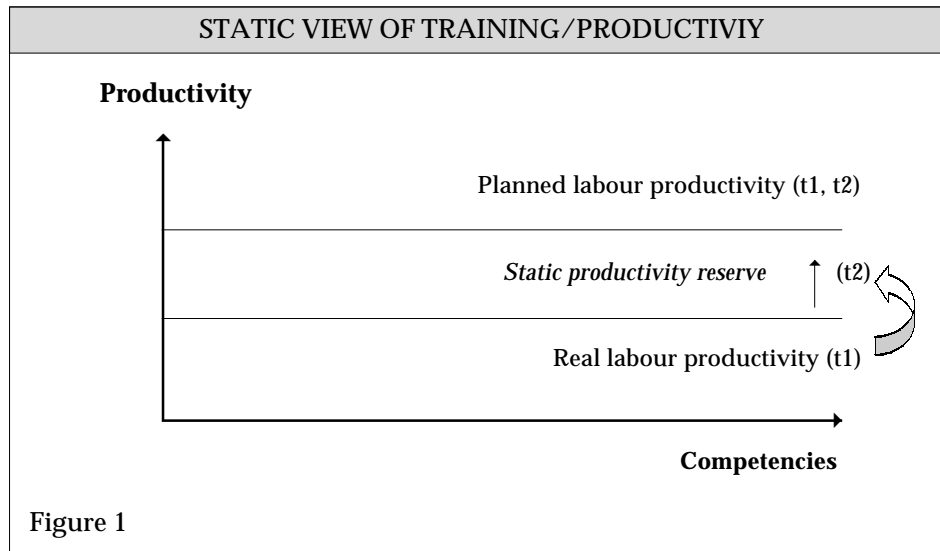 STATIC VIEW OF TRAINING/PRODUCTIVIY
Productivity
Planned labour productivity (t1, t2)
Static productivity reserve (t2)
Real labour productivity (t1)
Competencies
Figure 1